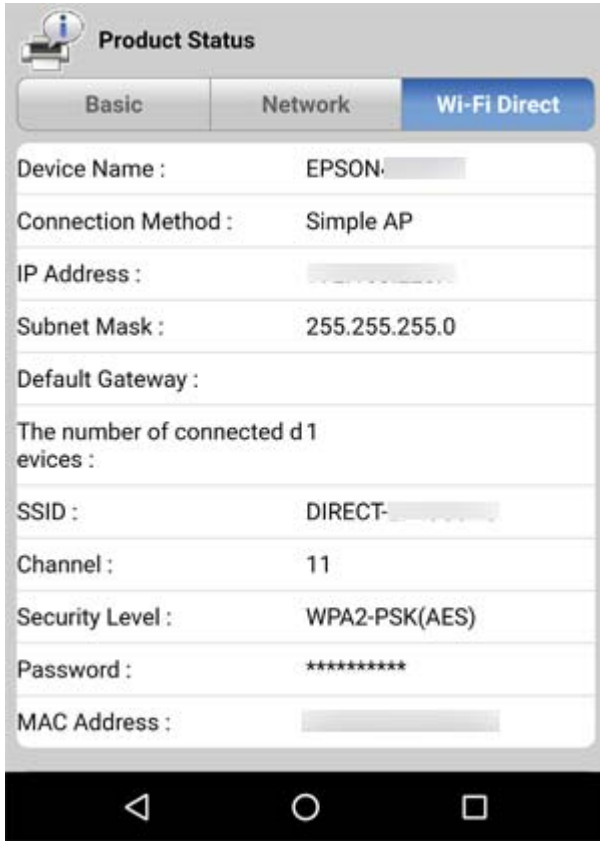 Product Status
Basic Network Wi-Fi Direct
Device Name : EPSON
Connection Method : Simple AP
IP Address :
Subnet Mask : 255.255.255.0
Default Gateway :
The number of connected d 1
evices :
SSID : DIRECT-
Channel : 11
Security Level : WPA2-PSK(AES)
Password : **********
MAC Address :